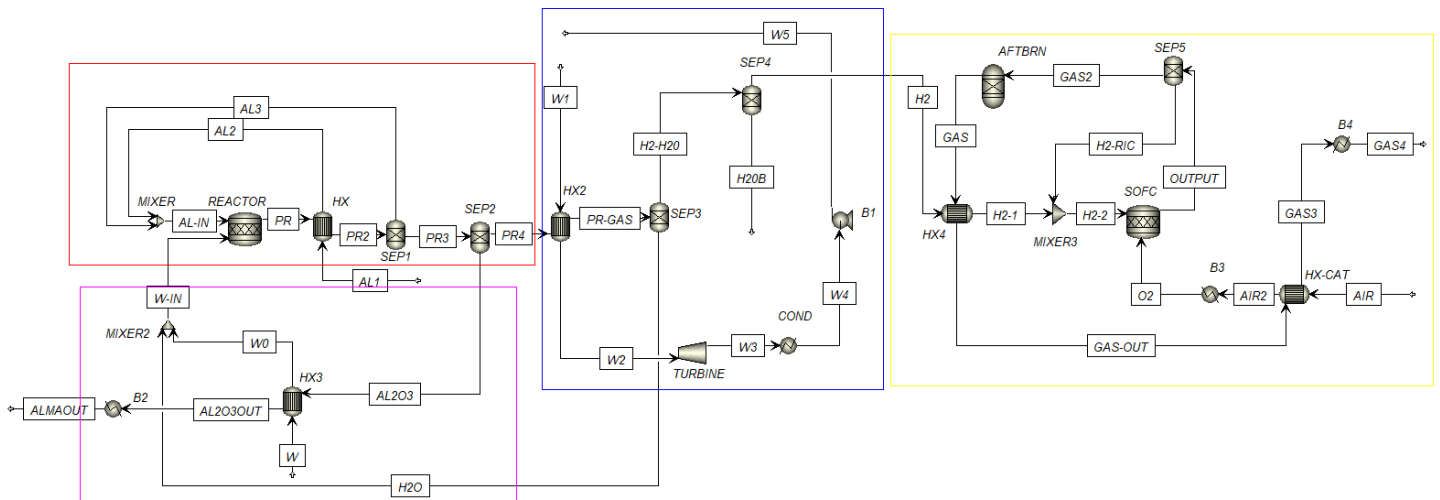 W5
AFTBRN
SEP5
SEP4
GAS2
W1
H2
AL3
AL2
GAS
B4
GAS4
H2-H20
H2-RIC
OUTPUT
HX2
MIXER
REACTOR
HX
H20B
SOFC
AL-IN
PR
SEP2
PR-GAS
SEP3
B1
H2-1
H2-2
GAS3
PR2
PR3
PR4
SEP1
HX4
MIXER3
AL1
B3
HX-CAT
W-IN
W4
O2
AIR2
AIR
MIXER2
W0
COND
HX3
W2
W3
GAS-OUT
TURBINE
AL2O3
B2
ALMAOUT
AL2O3OUT
W
H2O